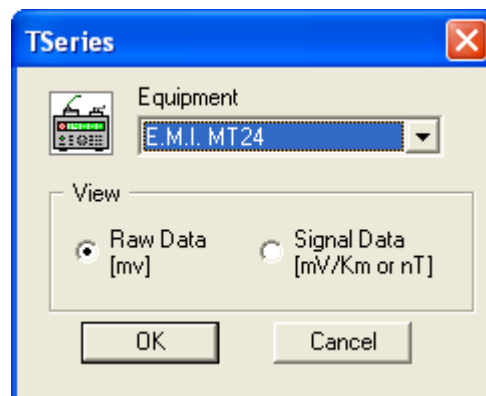 TSeries
Equipment
E.M.I. MT24
View
Raw Data
[mv]
Signal Data
[mV/Km or nT]
OK
Cancel